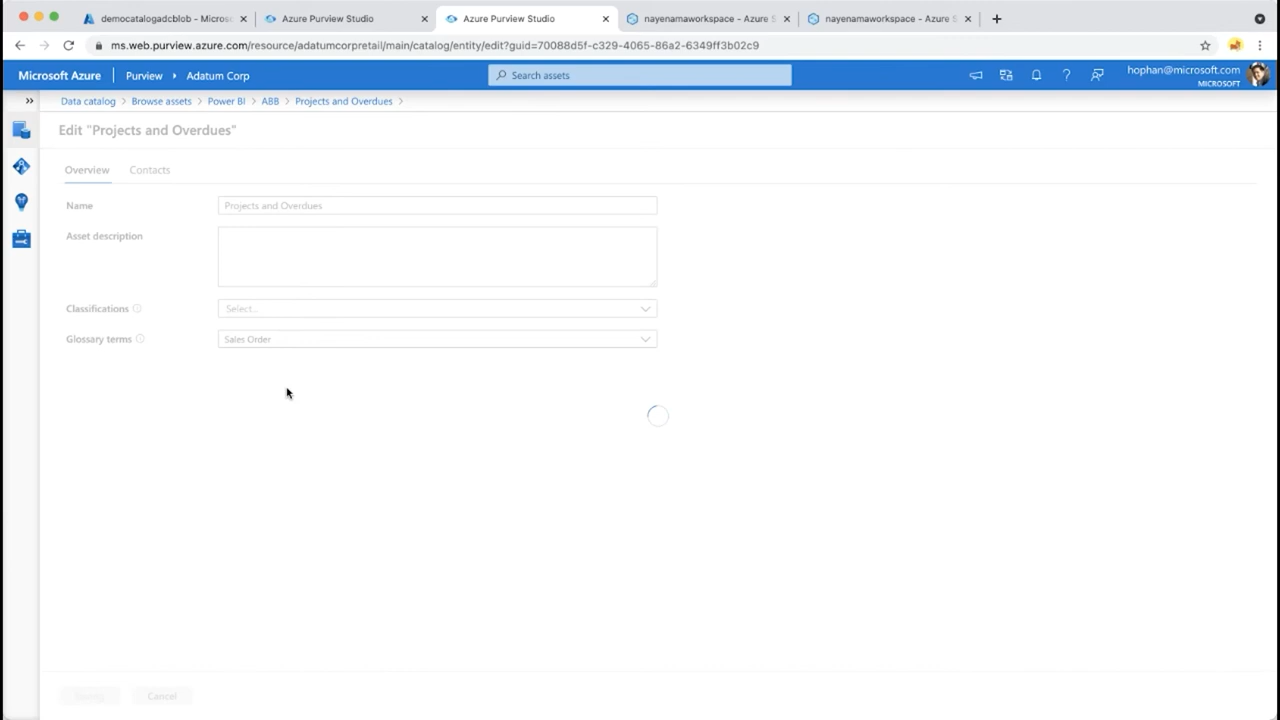 democatalogadcblob - Micros
Azure Purview Studio
Azure Purview Studio
nayenamaworkspace - Azure S
nayenamaworkspace - Azure S
ms.web.purview.azure.com/resource/adatumcorpretail/main/catalog/entity/edit?guid=70088d5f-c329-4065-86a2-6349ff3b02c9
Microsoft Azure
Purview
Adatum Corp
Search assets
hophan@microsoft.com
MICROSOFT
Data catalog > Browse assets > Power BI > ABB > Projects and Overdues >
Edit "Projects and Overdues"
Overview
Contacts
Name
Projects and Overdues
Asset description
Classifications
Select...
Glossary terms
Sales Order
Cancel